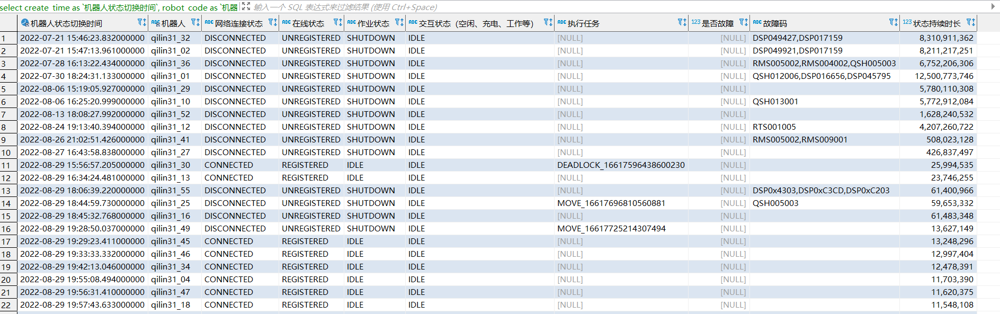 select create_time as `机器人状态切换时间`, robot_code as `机器 输入一个 SQL 表达式来过滤结果 (使用 Ctrl+Space)
机器人状态切换时间 ABC 机器人 ABC 网络连接状态 ABC 在线状态 ABC 作业状态 ABC 交互状态（空闲、充电、工作等） ABC 执行任务 123 是否故障 ABC 故障码 123 状态持续时长
1 2022-07-21 15:46:23.832000000 qilin31_32 DISCONNECTED UNREGISTERED SHUTDOWN IDLE [NULL] [NULL] DSP049427,DSP017159 8,310,911,362
2 2022-07-21 15:47:13.961000000 qilin31_02 DISCONNECTED UNREGISTERED SHUTDOWN IDLE [NULL] [NULL] DSP049921,DSP017159 8,211,217,251
3 2022-07-28 16:13:22.434000000 qilin31_36 DISCONNECTED UNREGISTERED SHUTDOWN IDLE [NULL] [NULL] RMS005002,RMS004002,QSH005003 6,752,206,306
4 2022-07-30 18:24:31.133000000 qilin31_01 DISCONNECTED UNREGISTERED SHUTDOWN IDLE [NULL] [NULL] QSH012006,DSP016656,DSP045795 12,500,773,746
5 2022-08-06 15:19:05.927000000 qilin31_29 DISCONNECTED UNREGISTERED SHUTDOWN IDLE [NULL] [NULL] 5,780,110,308
6 2022-08-06 16:25:20.999000000 qilin31_10 DISCONNECTED UNREGISTERED SHUTDOWN IDLE [NULL] [NULL] QSH013001 5,772,912,084
7 2022-08-13 18:08:27.992000000 qilin31_52 DISCONNECTED UNREGISTERED SHUTDOWN IDLE [NULL] [NULL] 1,628,240,532
8 2022-08-24 19:13:40.394000000 qilin31_12 DISCONNECTED UNREGISTERED SHUTDOWN IDLE [NULL] [NULL] RTS001005 4,207,260,722
9 2022-08-26 21:02:51.426000000 qilin31_41 DISCONNECTED UNREGISTERED SHUTDOWN IDLE [NULL] [NULL] RMS005002,RMS009001 508,023,128
10 2022-08-27 16:43:58.838000000 qilin31_27 DISCONNECTED UNREGISTERED SHUTDOWN IDLE [NULL] [NULL] 426,837,497
11 2022-08-29 15:56:57.205000000 qilin31_30 CONNECTED REGISTERED IDLE IDLE DEADLOCK_16617596438600230 [NULL] 25,994,535
12 2022-08-29 16:34:24.481000000 qilin31_13 CONNECTED REGISTERED IDLE IDLE [NULL] [NULL] 23,746,255
13 2022-08-29 18:06:39.220000000 qilin31_55 DISCONNECTED UNREGISTERED SHUTDOWN IDLE [NULL] [NULL] DSP0x4303,DSP0xC3CD,DSP0xC203 61,400,966
14 2022-08-29 18:44:59.730000000 qilin31_25 DISCONNECTED UNREGISTERED SHUTDOWN IDLE MOVE_16617696810560881 [NULL] QSH005003 59,653,332
15 2022-08-29 18:45:32.768000000 qilin31_16 DISCONNECTED UNREGISTERED SHUTDOWN IDLE [NULL] [NULL] 61,483,348
16 2022-08-29 19:28:50.037000000 qilin31_49 DISCONNECTED UNREGISTERED SHUTDOWN IDLE MOVE_16617725214307494 [NULL] 13,627,149
17 2022-08-29 19:29:23.411000000 qilin31_45 CONNECTED REGISTERED IDLE IDLE [NULL] [NULL] 13,248,296
18 2022-08-29 19:33:33.332000000 qilin31_46 CONNECTED REGISTERED IDLE IDLE [NULL] [NULL] 12,997,404
19 2022-08-29 19:42:13.046000000 qilin31_34 CONNECTED REGISTERED IDLE IDLE [NULL] [NULL] 12,478,391
20 2022-08-29 19:55:08.494000000 qilin31_04 CONNECTED REGISTERED IDLE IDLE [NULL] [NULL] 11,703,390
21 2022-08-29 19:56:31.410000000 qilin31_47 CONNECTED REGISTERED IDLE IDLE [NULL] [NULL] 11,620,375
22 2022-08-29 19:57:43.633000000 qilin31_18 CONNECTED REGISTERED IDLE IDLE [NULL] [NULL] 11,548,108